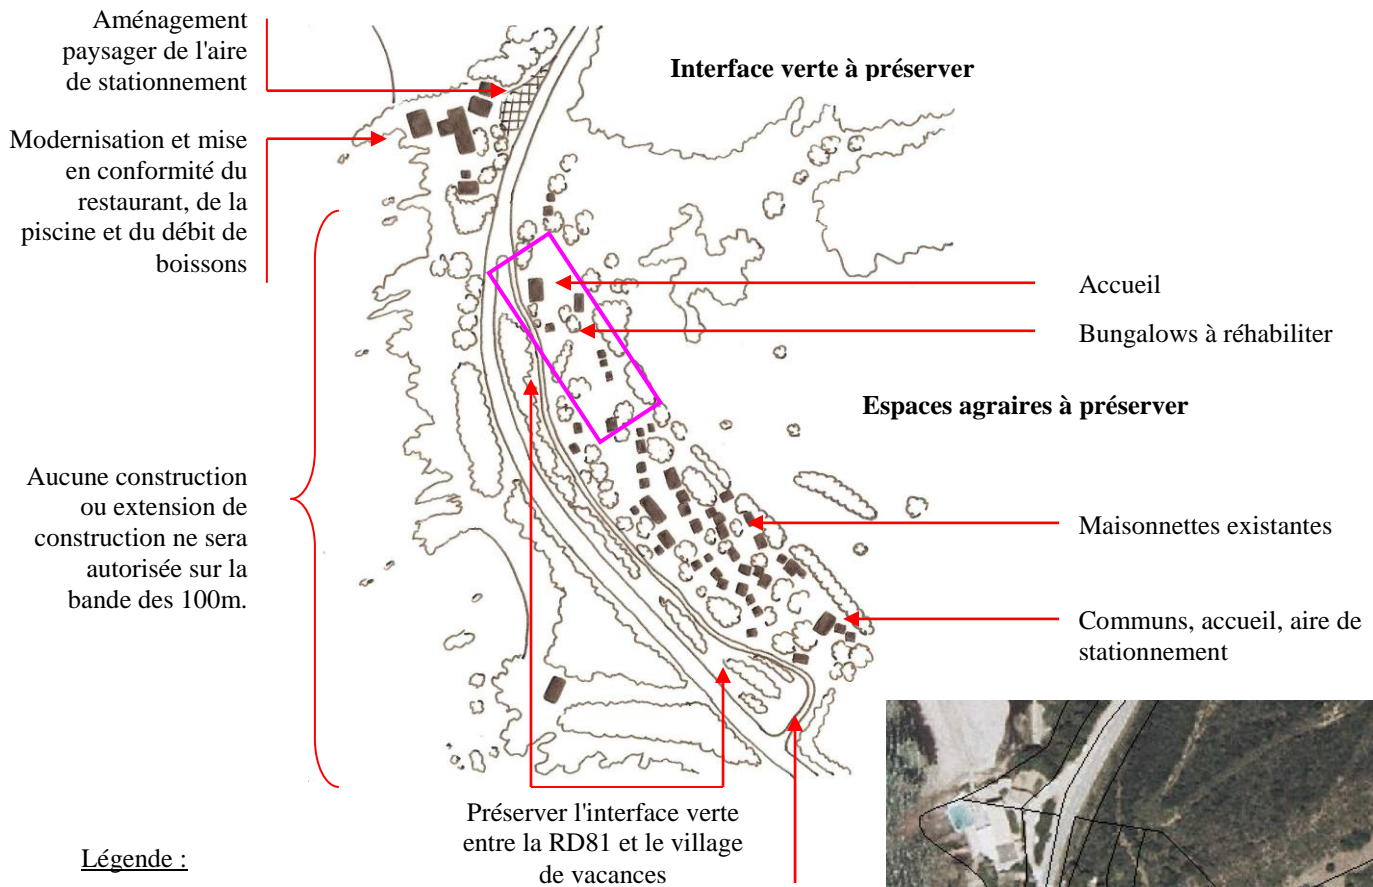 Aménagement
paysager de l'aire
de stationnement
Interface verte à préserver
Modernisation et mise
en conformité du
restaurant, de la
piscine et du débit de
boissons
Accueil
Bungalows à réhabiliter
Espaces agraires à préserver
Aucune construction
ou extension de
construction ne sera
autorisée sur la
bande des 100m.
Maisonnettes existantes
Communs, accueil, aire de
stationnement
Préserver l'interface verte
entre la RD81 et le village
de vacances
Légende :